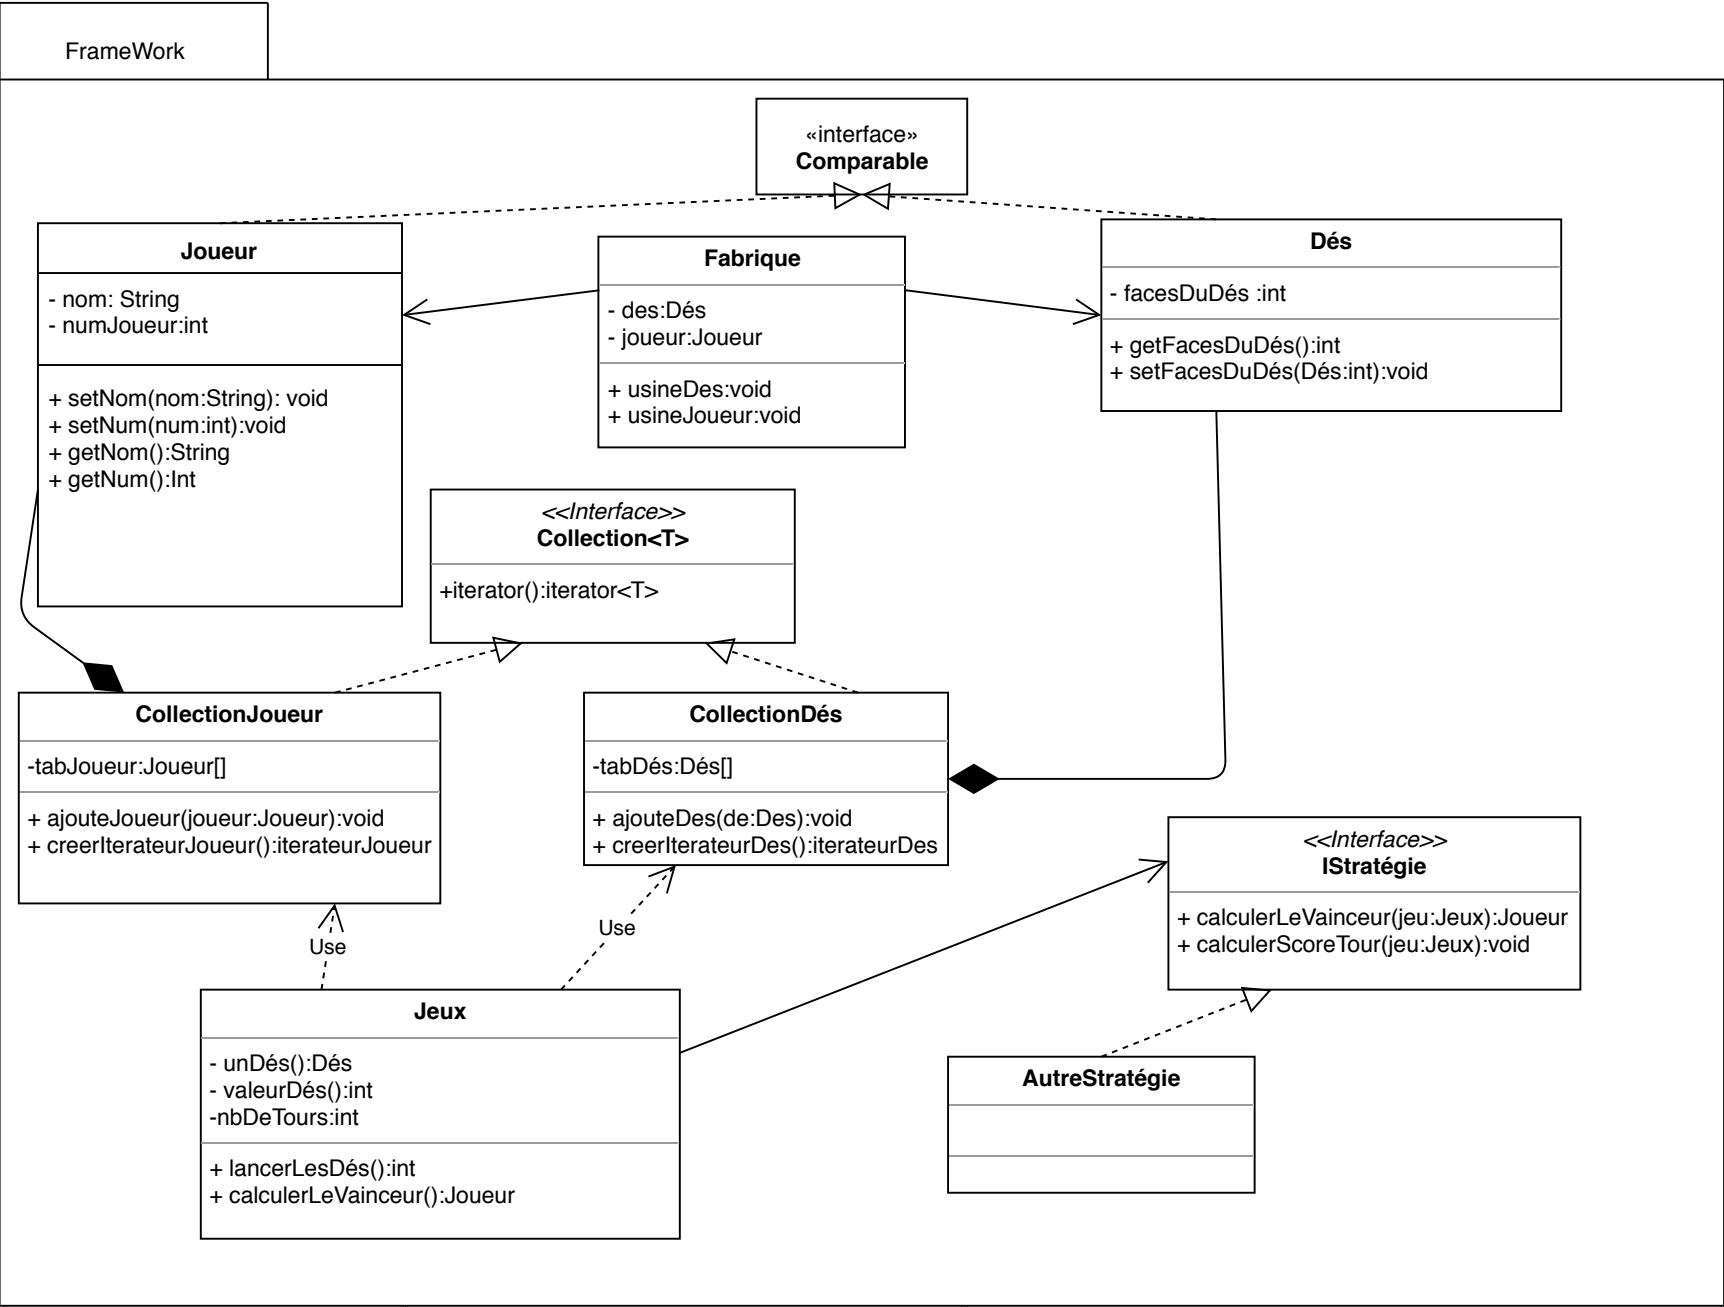 FrameWork
«interface»
Comparable
Joueur
- nom: String
- numJoueur:int
+ setNom(nom:String): void
+ setNum(num:int):void
+ getNom():String
+ getNum():Int
Fabrique
- des:Dés
- joueur:Joueur
+ usineDes:void
+ usineJoueur:void
Dés
- facesDuDés :int
+ getFacesDuDés():int
+ setFacesDuDés(Dés:int):void
<<Interface>>
Collection<T>
+iterator():iterator<T>
CollectionJoueur
-tabJoueur:Joueur[]
+ ajouteJoueur(joueur:Joueur):void
+ creerIterateurJoueur():iterateurJoueur
CollectionDés
-tabDés:Dés[]
+ ajouteDes(de:Des):void
+ creerIterateurDes():iterateurDes
<<Interface>>
IStratégie
+ calculerLeVainceur(jeu:Jeux):Joueur
+ calculerScoreTour(jeu:Jeux):void
Use
Use
Jeux
- unDés():Dés
- valeurDés():int
-nbDeTours:int
+ lancerLesDés():int
+ calculerLeVainceur():Joueur
AutreStratégie